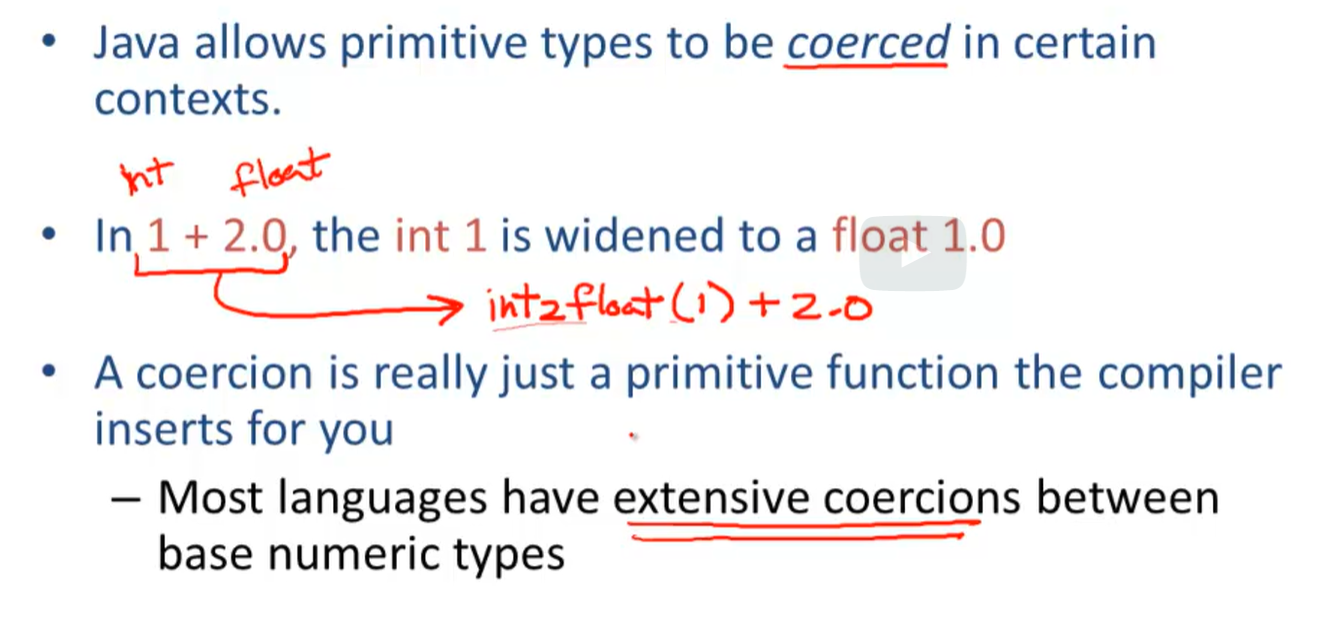 • Java allows primitive types to be coerced in certain
contexts.
int float
• In 1 + 2.0, the int 1 is widened to a float 1.0
int2float(1) + 2.0
• A coercion is really just a primitive function the compiler
inserts for you
– Most languages have extensive coercions between
base numeric types